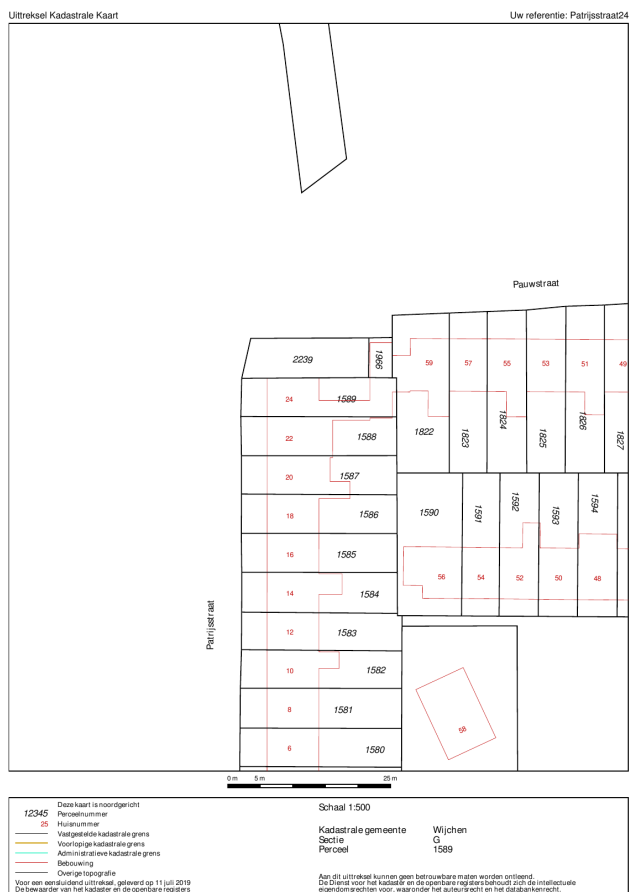 Uittreksel Kadastrale Kaart
Uw referentie: Patrijsstraat24
Pauwstraat
2239
1966
59
57
55
53
51
49
24
1589
22
1588
1822
1823
1824
1825
1826
1827
20
1587
18
1586
1590
1591
1592
1593
1594
16
1585
56
54
52
50
48
14
1584
Patrijsstraat
12
1583
10
1582
8
1581
58
6
1580
0 m 5 m 25 m
Deze kaart is noordgericht
12345 Perceelnummer
25 Huisnummer
Vastgestelde kadastrale grens
Voorlopige kadastrale grens
Administratieve kadastrale grens
Bebouwing
Overige topografie
Voor een eensluidend uittreksel, geleverd op 11 juli 2019
De bewaarder van het kadaster en de openbare registers
Schaal 1:500
Kadastrale gemeente Wijchen
Sectie G
Perceel 1589
Aan dit uittreksel kunnen geen betrouwbare maten worden ontleend.
De Dienst voor het kadaster en de openbare registers behoudt zich de intellectuele
eigendomsrechten voor, waaronder het auteursrecht en het databankenrecht.